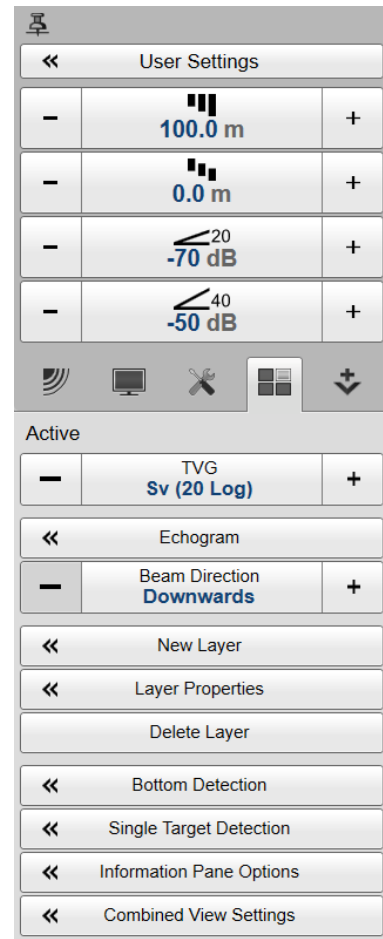 « User Settings
-
100.0 m
+
-
0.0 m
+
-
20
-70 dB
+
-
40
-50 dB
+
Active
-
TVG
Sv (20 Log)
+
« Echogram
-
Beam Direction
Downwards
+
« New Layer
« Layer Properties
Delete Layer
« Bottom Detection
« Single Target Detection
« Information Pane Options
« Combined View Settings